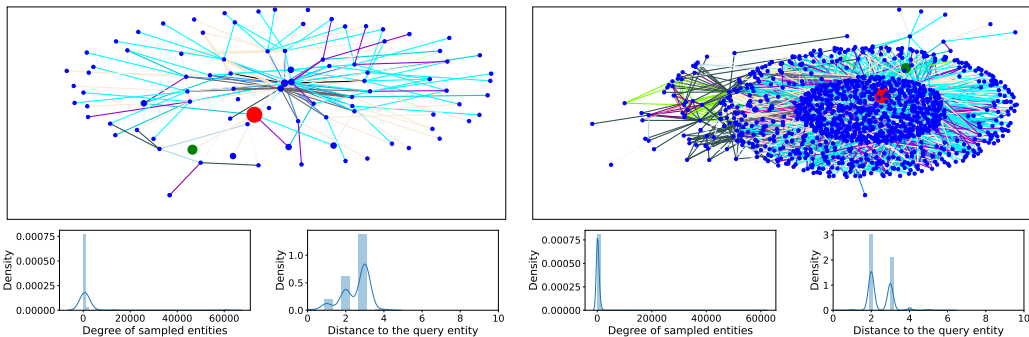 0.00075
0.00050
0.00025
0.00000
Density
0 20000 40000 60000
Degree of sampled entities
1.0
0.5
0.0
Density
0 2 4 6 8 10
Distance to the query entity
0.00075
0.00050
0.00025
0.00000
Density
0 20000 40000 60000
Degree of sampled entities
3
2
1
0
Density
0 2 4 6 8 10
Distance to the query entity